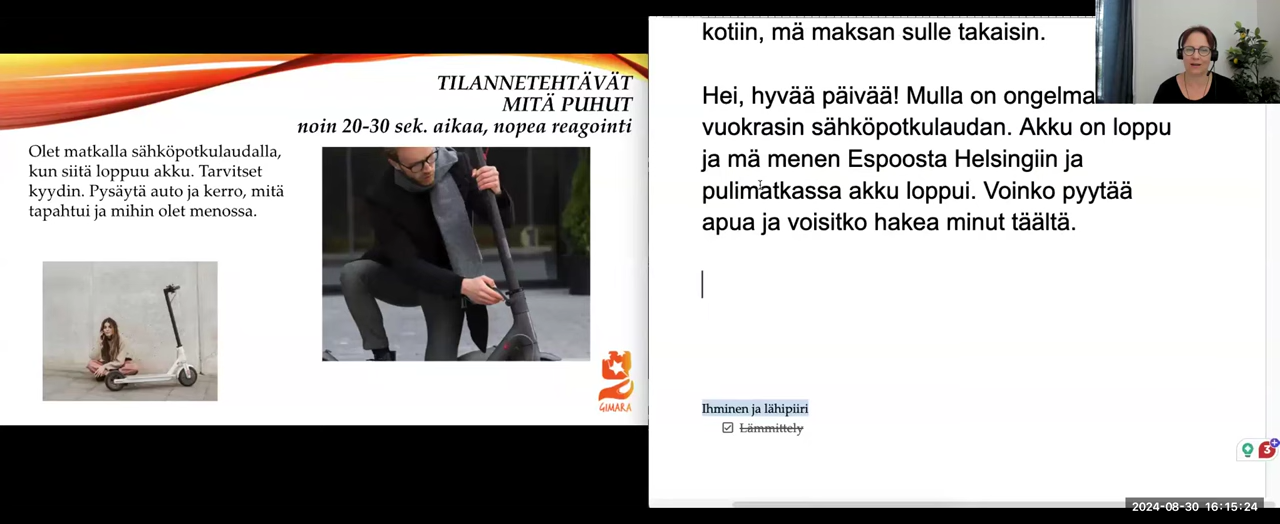 TILANNETEHTÄVÄT
MITÄ PUHUT
noin 20-30 sek. aikaa, nopea reagointi
Olet matkalla sähköpotkulaudalla,
kun siitä loppuu akku. Tarvitset
kyydin. Pysäytä auto ja kerro, mitä
tapahtui ja mihin olet menossa.
GIMARA
kotiin, mä maksan sulle takaisin.
Hei, hyvää päivää! Mulla on ongelma
vuokrasin sähköpotkulaudan. Akku on loppu
ja mä menen Espoosta Helsingiin ja
pulimatkassa akku loppui. Voinko pyytää
apua ja voisitko hakea minut täältä.
Ihminen ja lähipiiri
Lämmittely
3
2024-08-30 16:15:24